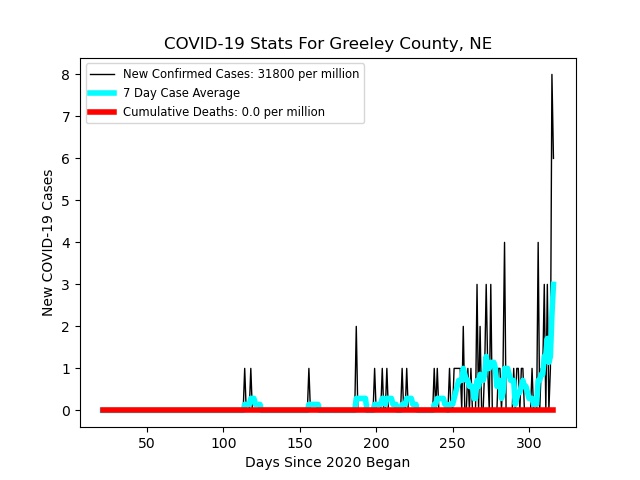 COVID-19 Stats For Greeley County, NE
New Confirmed Cases: 31800 per million
7 Day Case Average
Cumulative Deaths: 0.0 per million
8
7
6
5
4
3
2
1
0
New COVID-19 Cases
50 100 150 200 250 300
Days Since 2020 Began